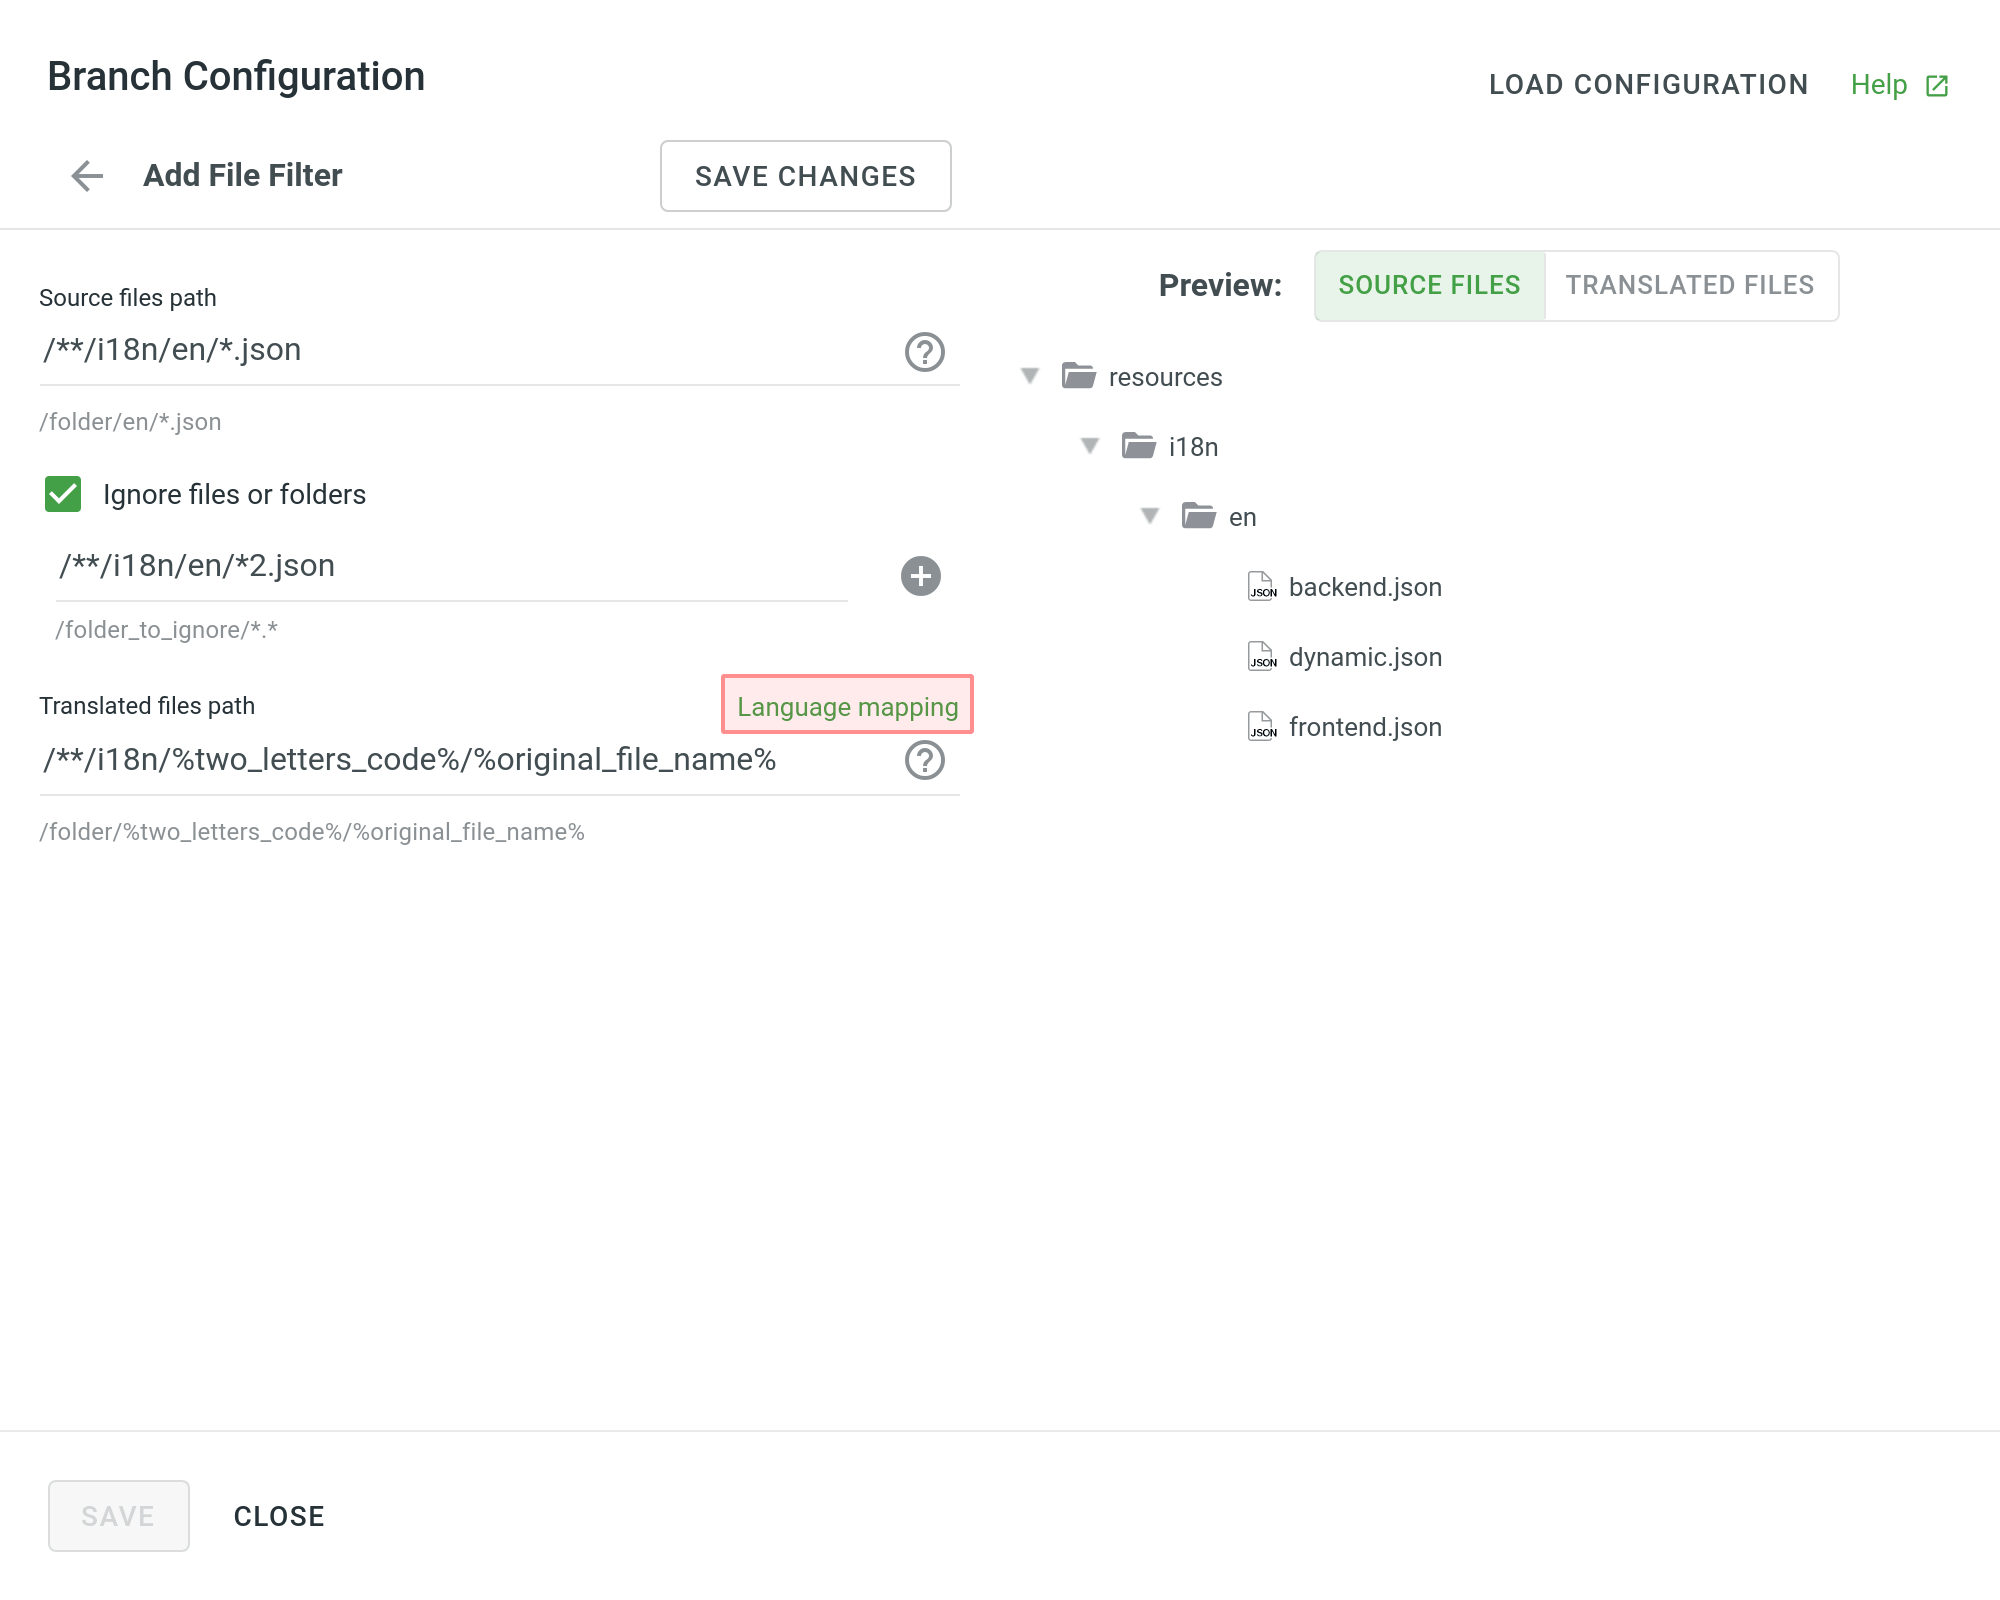 Branch Configuration
LOAD CONFIGURATION
Help
Add File Filter
SAVE CHANGES
Source files path
/**/i18n/en/*.json
/folder/en/*.json
Ignore files or folders
/**/i18n/en/*2.json
/folder_to_ignore/*.*
Translated files path
Language mapping
/**/i18n/%two_letters_code%/%original_file_name%
/folder/%two_letters_code%/%original_file_name%
Preview:
SOURCE FILES
TRANSLATED FILES
resources
i18n
en
JSON backend.json
JSON dynamic.json
JSON frontend.json
SAVE
CLOSE